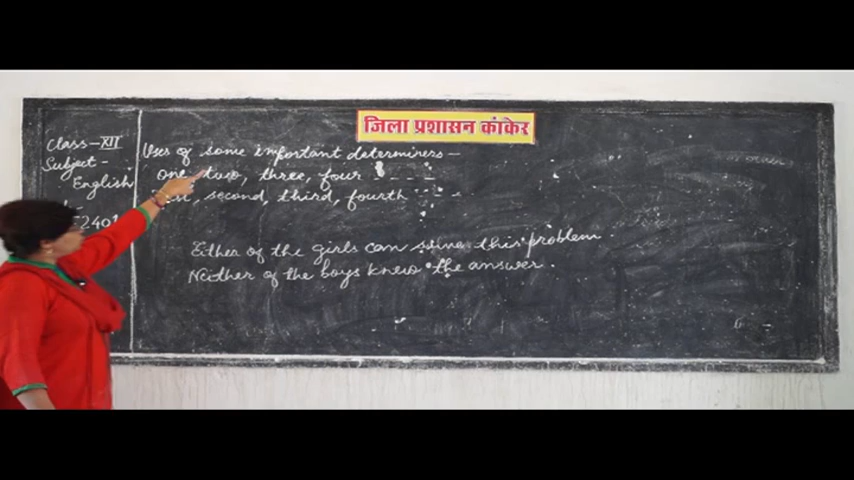 जिला प्रशासन कांकेर
Class-XII
Subject-
English
2401
Uses of some important determiners-
one, two, three, four
, second, third, fourth
Either of the girls can this problem.
Neither of the boys knew the answer.